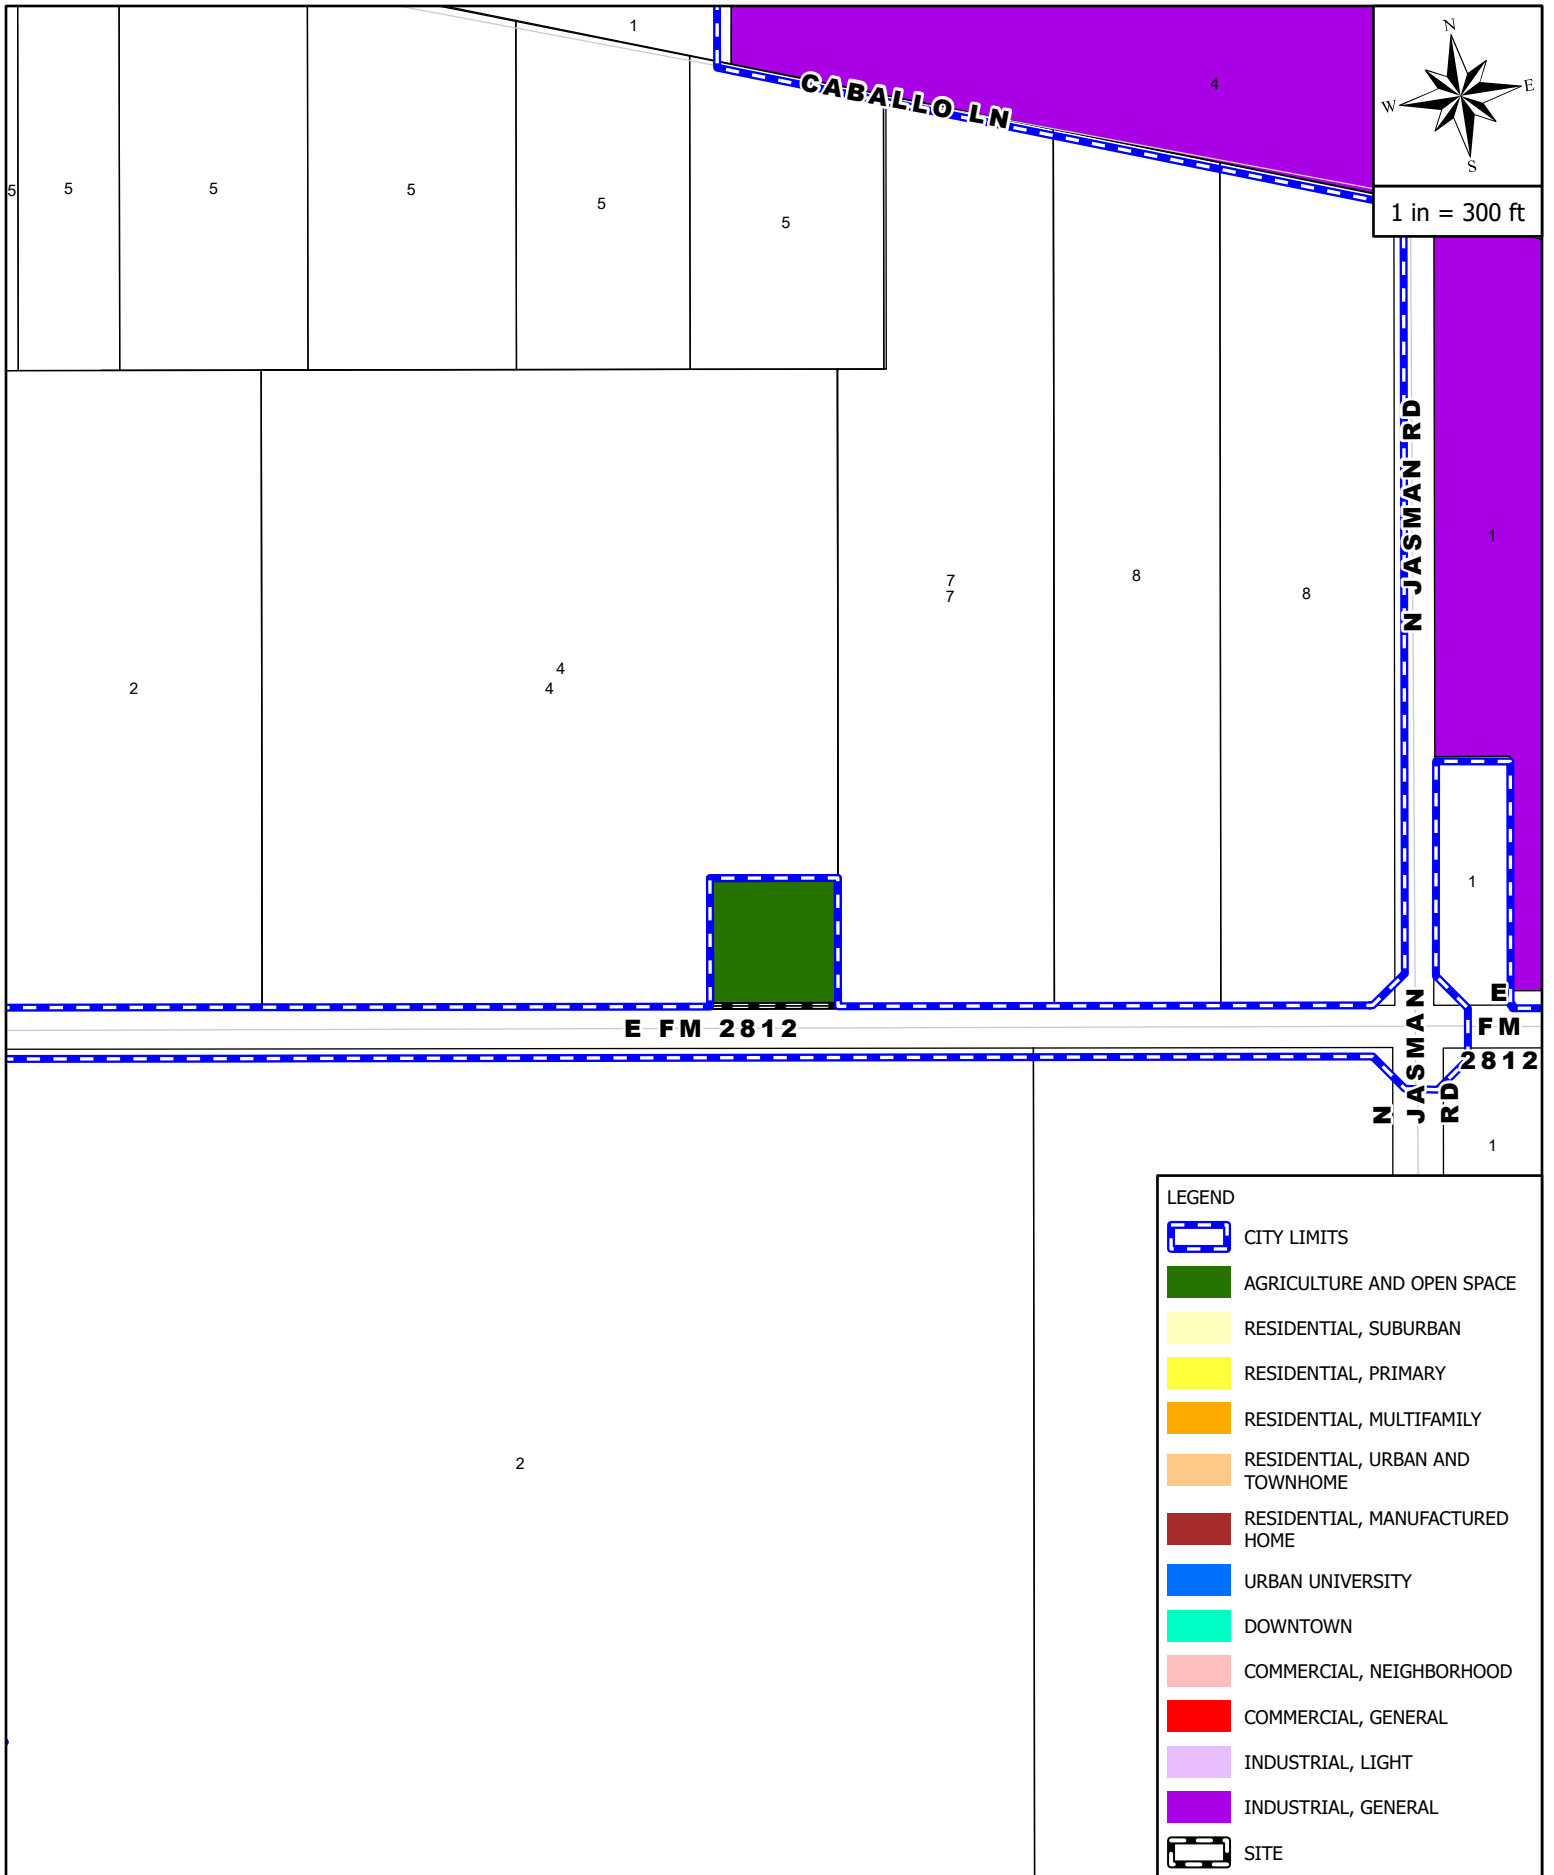 1
4
N
E
W
S
1 in = 300 ft
CABALLO LN
5
5
5
5
5
5
N JASMAN RD
1
7
7
8
8
4
4
2
1
E FM 2812
E
FM
2812
N
JASMAN
RD
1
2
LEGEND
CITY LIMITS
AGRICULTURE AND OPEN SPACE
RESIDENTIAL, SUBURBAN
RESIDENTIAL, PRIMARY
RESIDENTIAL, MULTIFAMILY
RESIDENTIAL, URBAN AND
TOWNHOME
RESIDENTIAL, MANUFACTURED
HOME
URBAN UNIVERSITY
DOWNTOWN
COMMERCIAL, NEIGHBORHOOD
COMMERCIAL, GENERAL
INDUSTRIAL, LIGHT
INDUSTRIAL, GENERAL
SITE